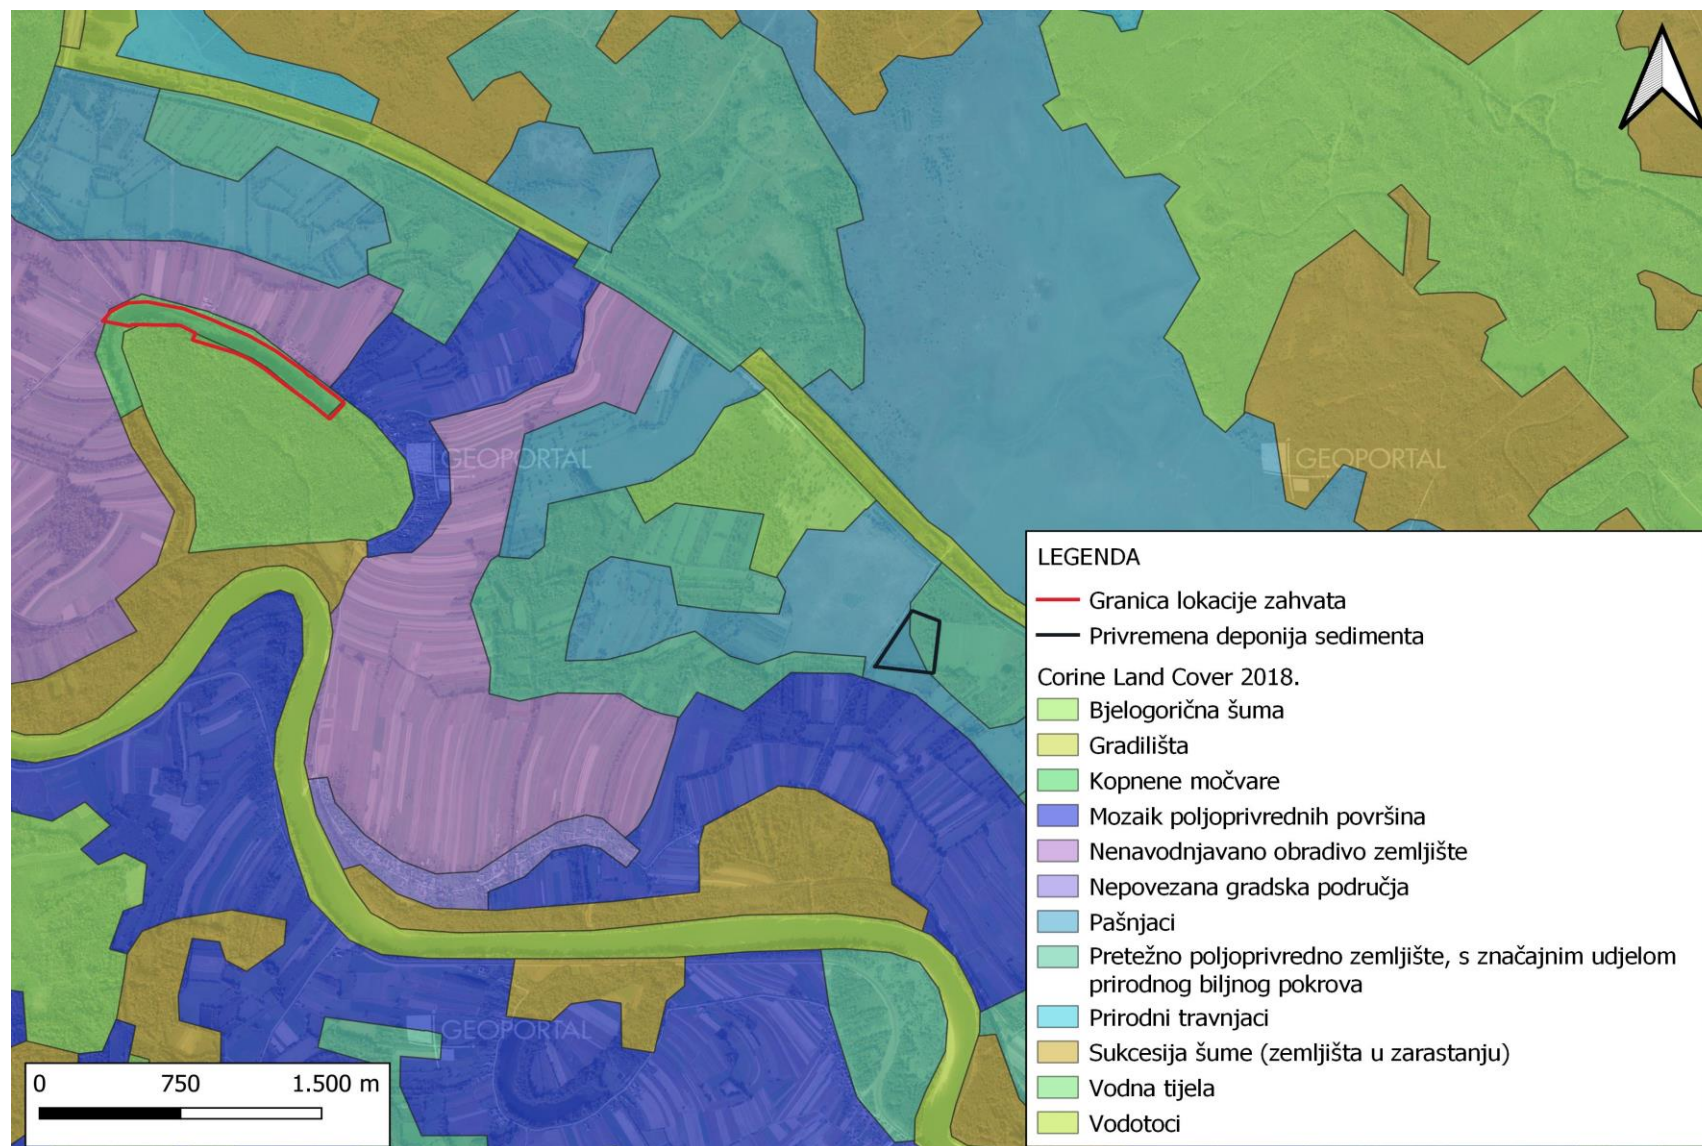 GEOPORTAL
GEOPORTAL
GEOPORTAL
LEGENDA
Granica lokacije zahvata
Privremena deponija sedimenta
Corine Land Cover 2018.
Bjelogorična šuma
Gradilišta
Kopnene močvare
Mozaik poljoprivrednih površina
Nenavodnjavano obradivo zemljište
Nepovezana gradska područja
Pašnjaci
Pretežno poljoprivredno zemljište, s značajnim udjelom
prirodnog biljnog pokrova
Prirodni travnjaci
Sukcesija šume (zemljišta u zarastanju)
Vodna tijela
Vodotoci
0 750 1.500 m